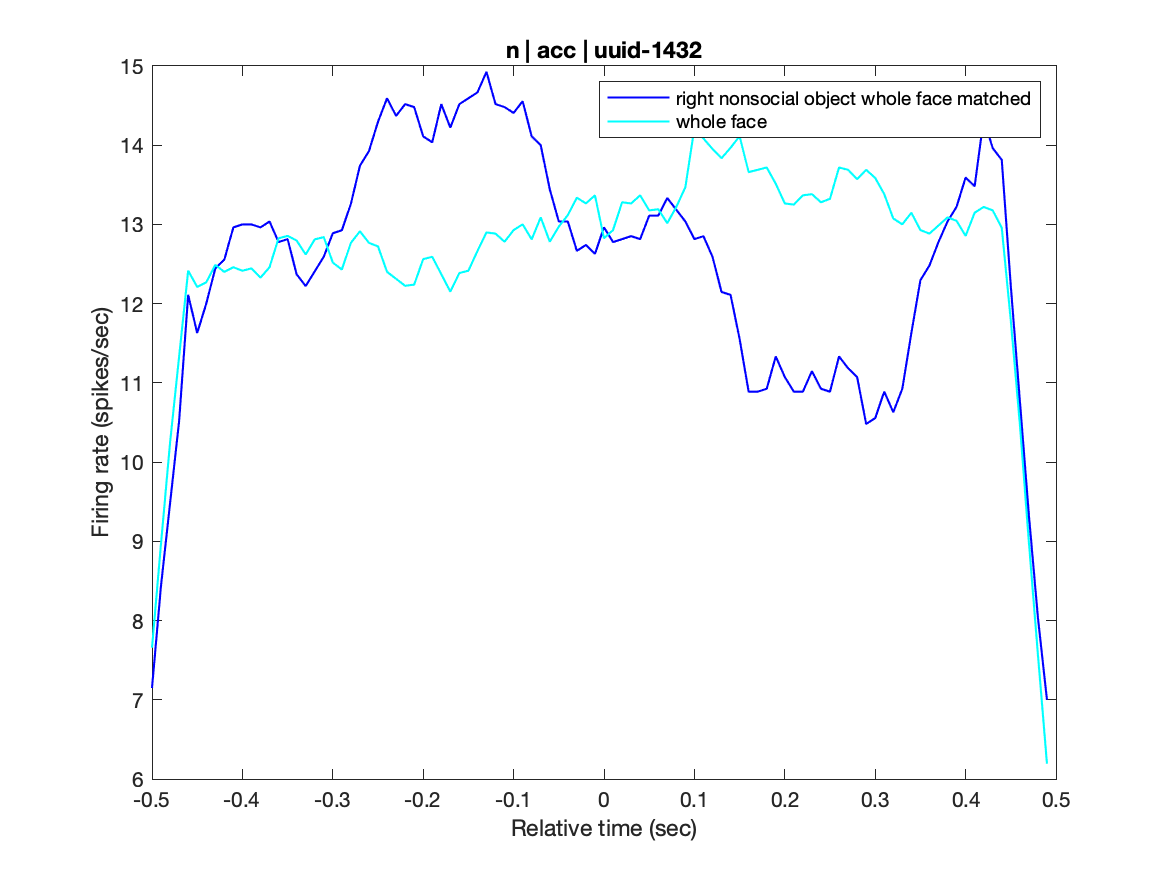 n | acc | uuid-1432
right nonsocial object whole face matched
whole face
15
14
13
12
11
10
9
8
7
6
Firing rate (spikes/sec)
-0.5 -0.4 -0.3 -0.2 -0.1 0 0.1 0.2 0.3 0.4 0.5
Relative time (sec)